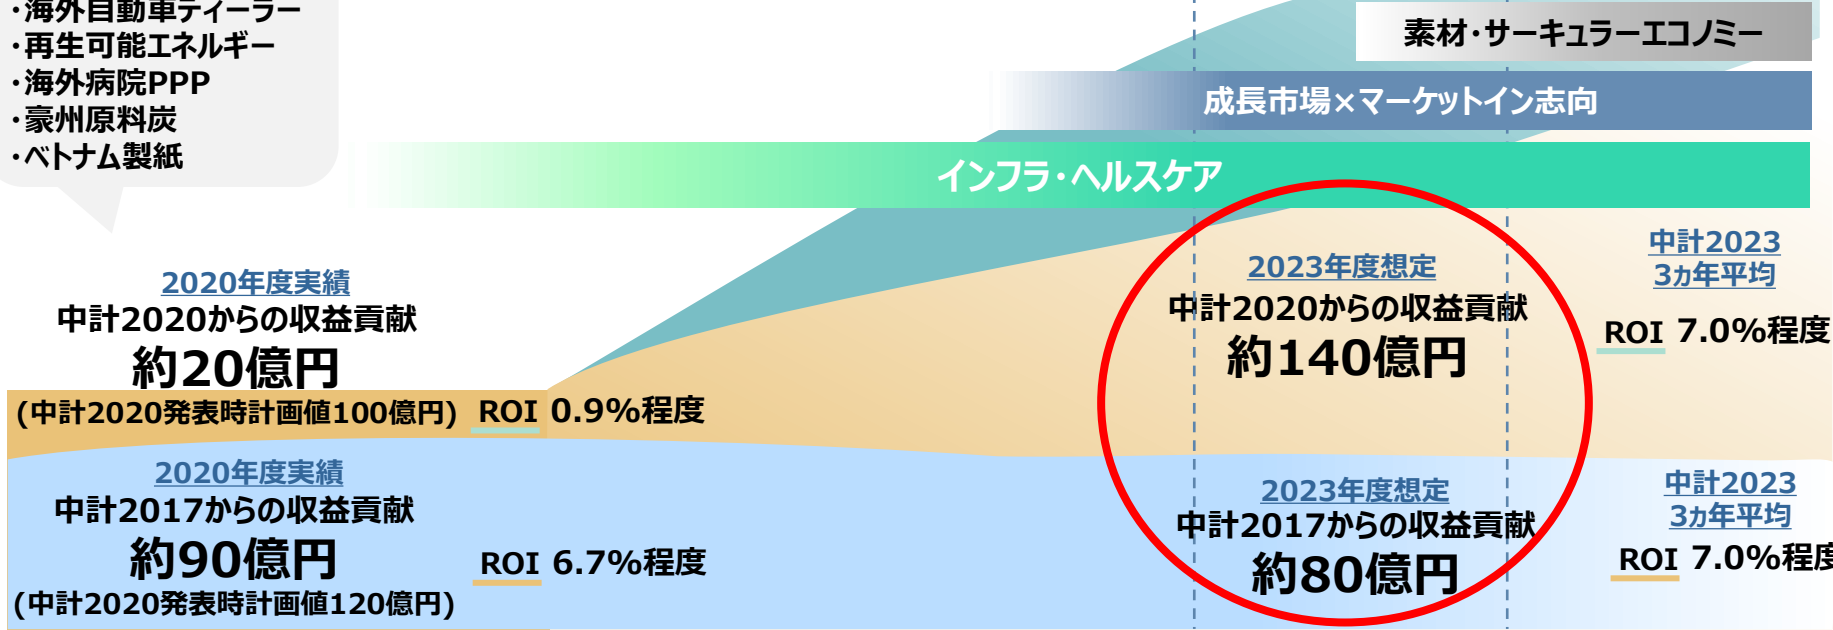 ・海外自動車ディーラー
・再生可能エネルギー
・海外病院PPP
・豪州原料炭
・ベトナム製紙
素材・サーキュラーエコノミー
成長市場×マーケットイン志向
インフラ・ヘルスケア
2020年度実績
中計2020からの収益貢献
約20億円
(中計2020発表時計画値100億円)
ROI 0.9%程度
2023年度想定
中計2020からの収益貢献
約140億円
中計2023
3ヵ年平均
ROI 7.0%程度
2020年度実績
中計2017からの収益貢献
約90億円
(中計2020発表時計画値120億円)
ROI 6.7%程度
2023年度想定
中計2017からの収益貢献
約80億円
中計2023
3ヵ年平均
ROI 7.0%程度